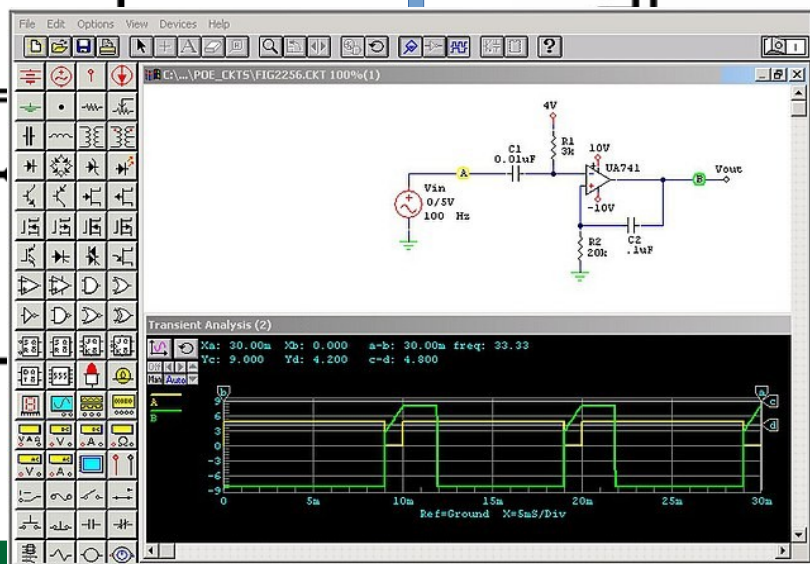 File Edit Options View Devices Help
C:\...\POE_CKTS\FIG2256.CKT 100%(1)
4V
R1
3k
10V
C1
0.01uF
UA741
A
B
Vout
Vin
0/5V
100 Hz
-10V
R2
20k
C2
.1uF
Transient Analysis (2)
Xa: 30.00m Xb: 0.000 a-b: 30.00m freq: 33.33
Yc: 9.000 Yd: 4.200 c-d: 4.800
Off
Man Auto
A
B
b
a
c
d
9
6
3
0
-3
-6
-9
0 5m 10m 15m 20m 25m 30m
Ref=Ground X=5mS/Div